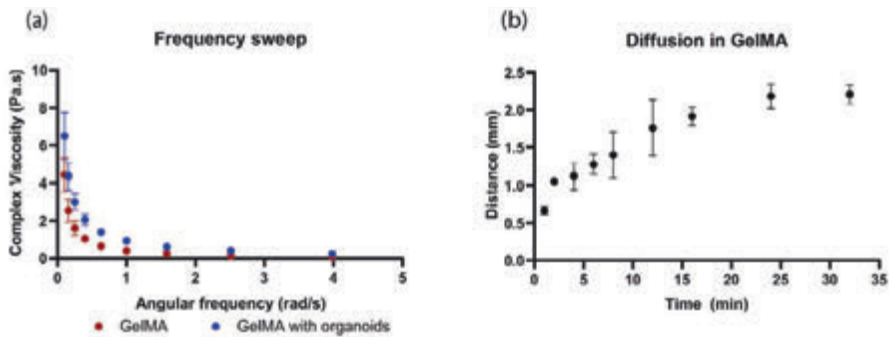 (a)
Frequency sweep
Complex Viscosity (Pa.s)
10
8
6
4
2
0
0 1 2 3 4 5
Angular frequency (rad/s)
GelMA GelMA with organoids
(b)
Diffusion in GelMA
Distance (mm)
2.5
2.0
1.5
1.0
0.5
0.0
0 5 10 15 20 25 30 35
Time (min)